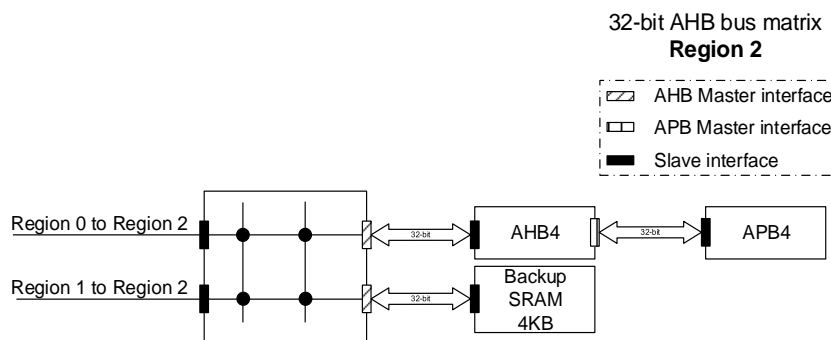 32-bit AHB bus matrix
Region 2
AHB Master interface
APB Master interface
Slave interface
Region 0 to Region 2
32-bit
AHB4
32-bit
APB4
Region 1 to Region 2
32-bit
Backup
SRAM
4KB